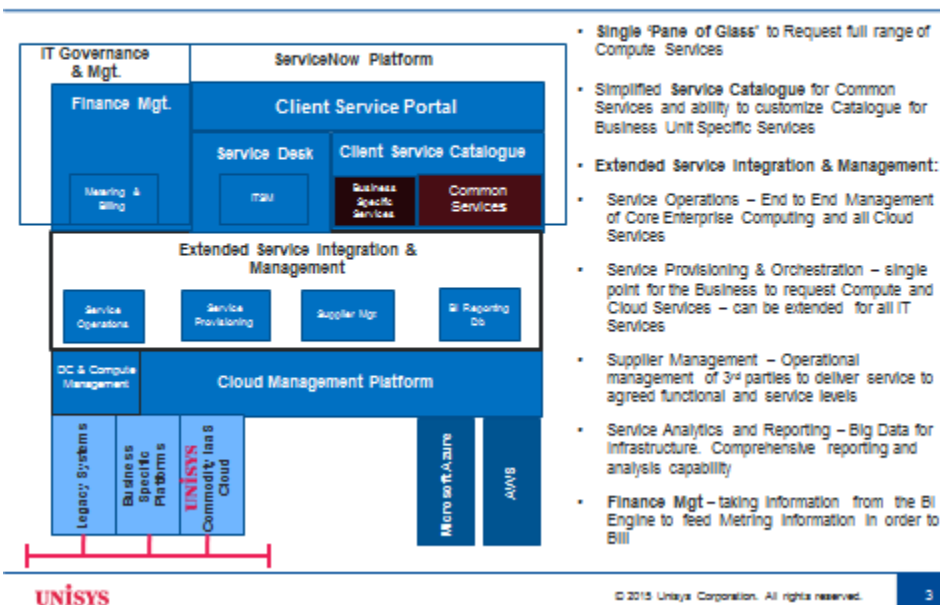 IT Governance
& Mgt.
ServiceNow Platform
Finance Mgt.
Client Service Portal
Service Desk
Client Service Catalogue
Metering &
Billing
ITSM
Business
Specific
Services
Common
Services
Extended Service Integration &
Management
Service
Operations
Service
Provisioning
Supplier Mgt
BI Reporting
Db
DC & Compute
Management
Cloud Management Platform
Legacy Systems
Business
Specific
Platforms
UNISYS
Commodity IaaS
Cloud
Microsoft Azure
AWS
• Single 'Pane of Glass' to Request full range of
Compute Services
• Simplified Service Catalogue for Common
Services and ability to customize Catalogue for
Business Unit Specific Services
• Extended Service Integration & Management:
• Service Operations – End to End Management
of Core Enterprise Computing and all Cloud
Services
• Service Provisioning & Orchestration – single
point for the Business to request Compute and
Cloud Services – can be extended for all IT
Services
• Supplier Management – Operational
management of 3rd parties to deliver service to
agreed functional and service levels
• Service Analytics and Reporting – Big Data for
Infrastructure. Comprehensive reporting and
analysis capability
• Finance Mgt – taking information from the BI
Engine to feed Metring Information in order to
Bill
UNISYS
© 2015 Unisys Corporation. All rights reserved.
3